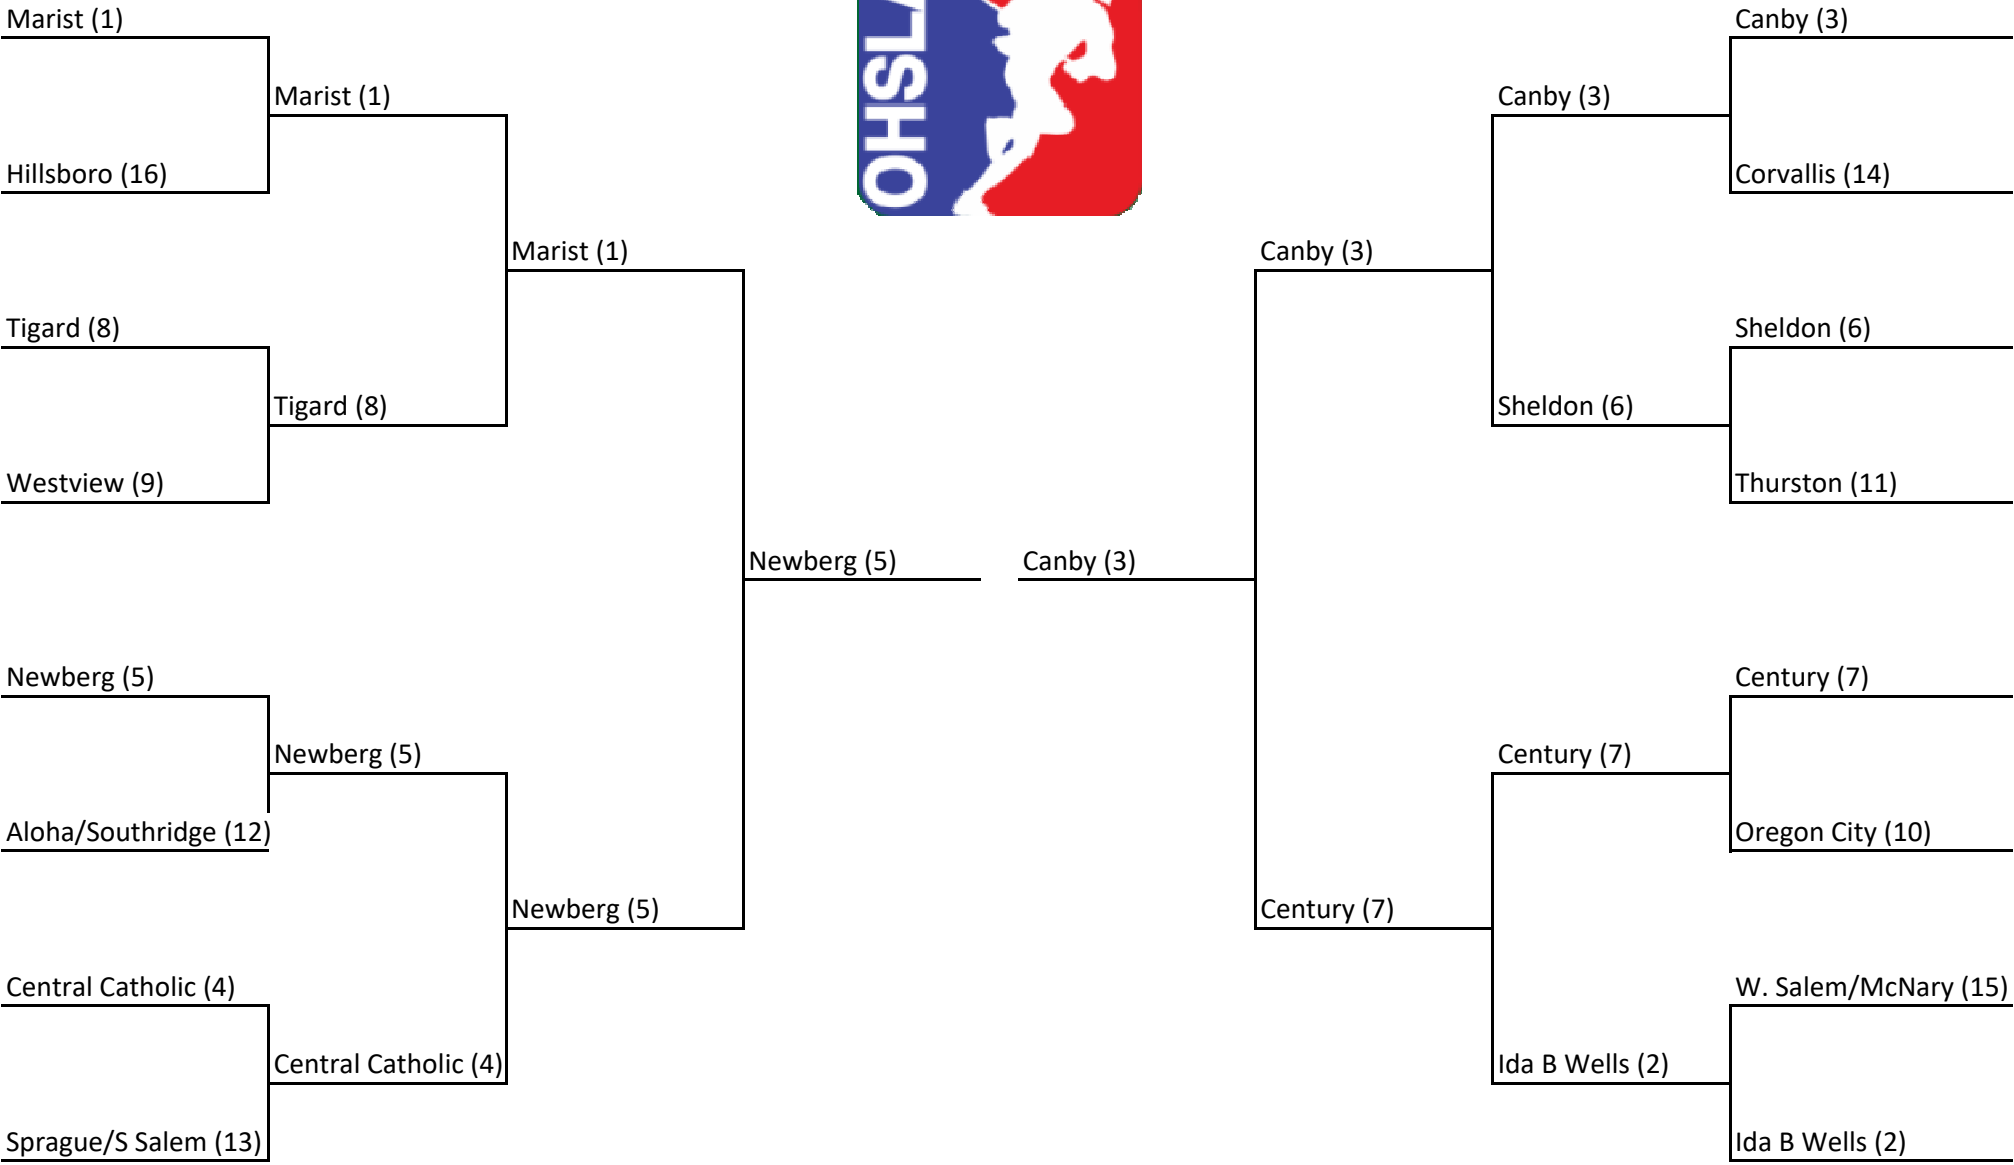 Marist (1)
Canby (3)
OHSLA
Marist (1)
Canby (3)
Hillsboro (16)
Corvallis (14)
Marist (1)
Canby (3)
Tigard (8)
Sheldon (6)
Tigard (8)
Sheldon (6)
Westview (9)
Thurston (11)
Newberg (5)
Canby (3)
Newberg (5)
Century (7)
Newberg (5)
Century (7)
Aloha/Southridge (12)
Oregon City (10)
Newberg (5)
Century (7)
Central Catholic (4)
W. Salem/McNary (15)
Central Catholic (4)
Ida B Wells (2)
Sprague/S Salem (13)
Ida B Wells (2)